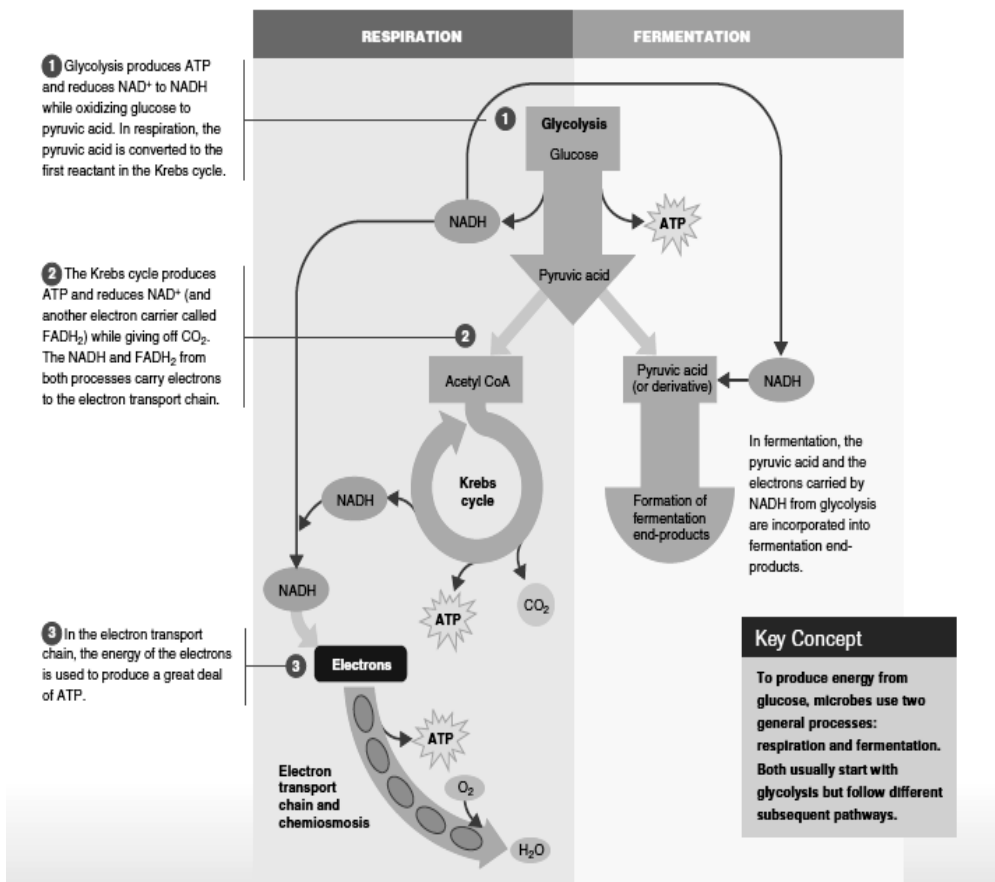 RESPIRATION
FERMENTATION
1 Glycolysis produces ATP
and reduces NAD⁺ to NADH
while oxidizing glucose to
pyruvic acid. In respiration, the
pyruvic acid is converted to the
first reactant in the Krebs cycle.
1
Glycolysis
Glucose
NADH
ATP
Pyruvic acid
2 The Krebs cycle produces
ATP and reduces NAD⁺ (and
another electron carrier called
FADH₂) while giving off CO₂.
The NADH and FADH₂ from
both processes carry electrons
to the electron transport chain.
2
Acetyl CoA
Pyruvic acid
(or derivative)
NADH
Krebs
cycle
NADH
Formation of
fermentation
end-products
In fermentation, the
pyruvic acid and the
electrons carried by
NADH from glycolysis
are incorporated into
fermentation end-
products.
NADH
ATP
CO₂
3 In the electron transport
chain, the energy of the electrons
is used to produce a great deal
of ATP.
3
Electrons
ATP
Electron
transport
chain and
chemiosmosis
O₂
H₂O
Key Concept
To produce energy from
glucose, microbes use two
general processes:
respiration and fermentation.
Both usually start with
glycolysis but follow different
subsequent pathways.